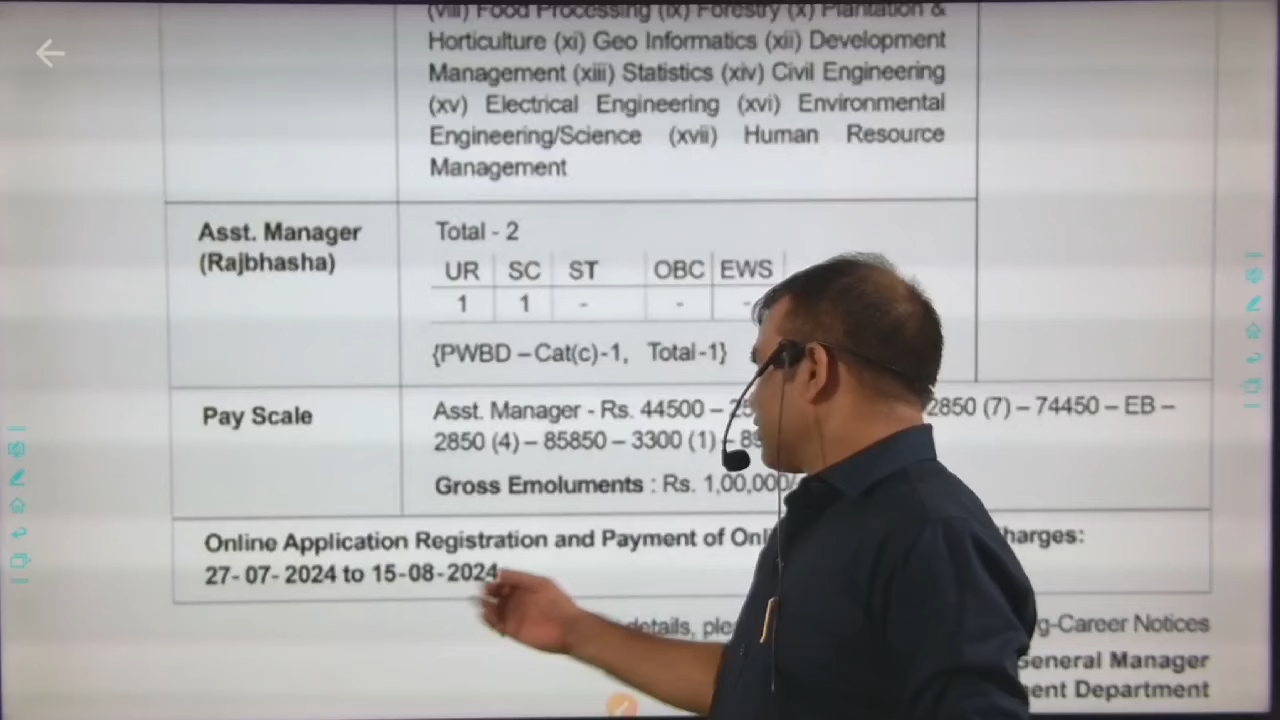 (viii) Food Processing (ix) Forestry (x) Plantation &
Horticulture (xi) Geo Informatics (xii) Development
Management (xiii) Statistics (xiv) Civil Engineering
(xv) Electrical Engineering (xvi) Environmental
Engineering/Science (xvii) Human Resource
Management
Asst. Manager
(Rajbhasha)
Total - 2
UR SC ST OBC EWS
1 1 - - -
{PWBD – Cat(c)-1, Total-1}
Pay Scale
Asst. Manager - Rs. 44500 – 2850 (7) – 74450 – EB –
2850 (4) – 85850 – 3300 (1) –
Gross Emoluments : Rs. 1,00,000/
Online Application Registration and Payment of harges:
27- 07- 2024 to 15-08-2024
details, g-Career Notices
General Manager
ent Department